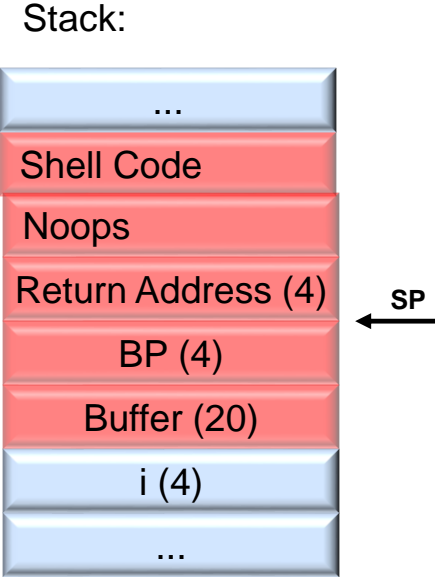 Stack:
...
Shell Code
Noops
Return Address (4)
SP
BP (4)
Buffer (20)
i (4)
...